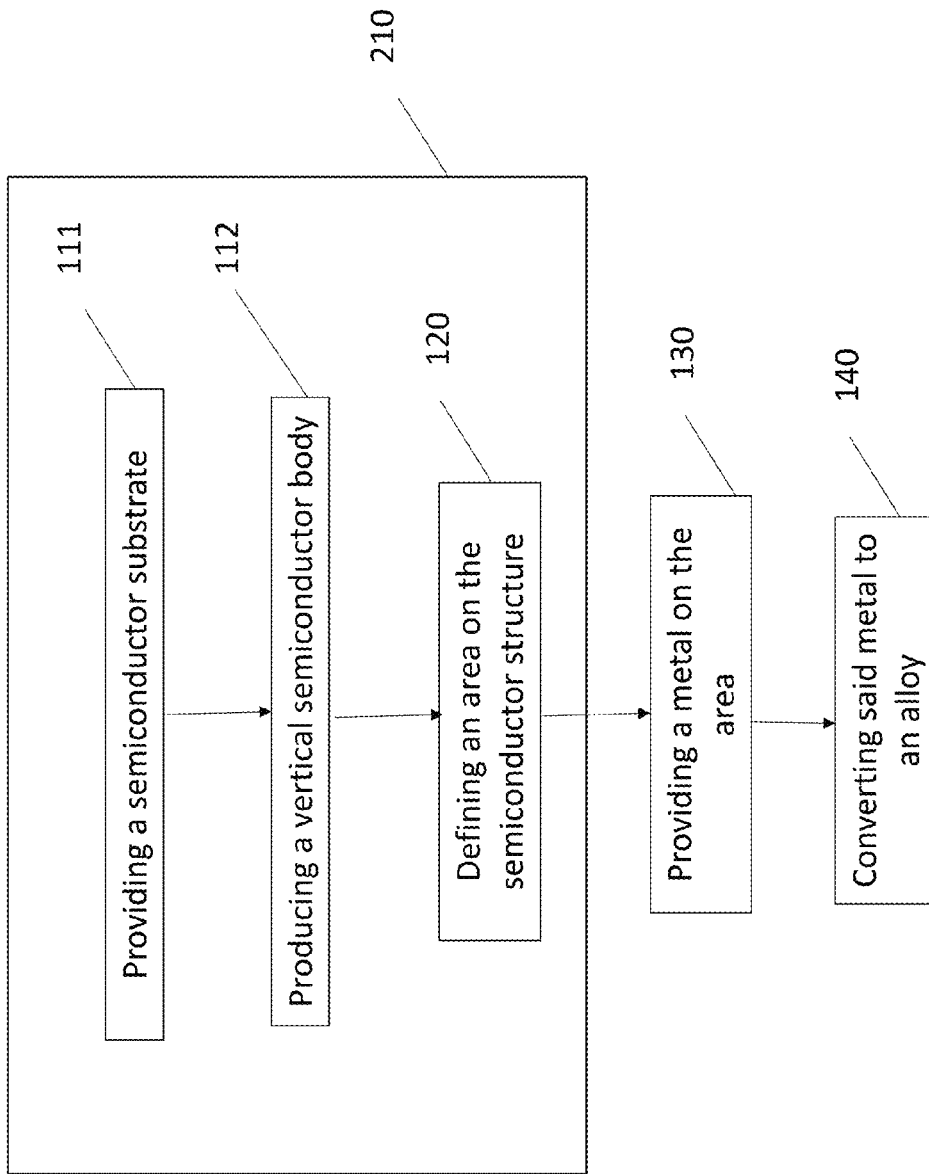 210
111
Providing a semiconductor substrate
112
Producing a vertical semiconductor body
120
Defining an area on the
semiconductor structure
130
Providing a metal on the
area
140
Converting said metal to
an alloy